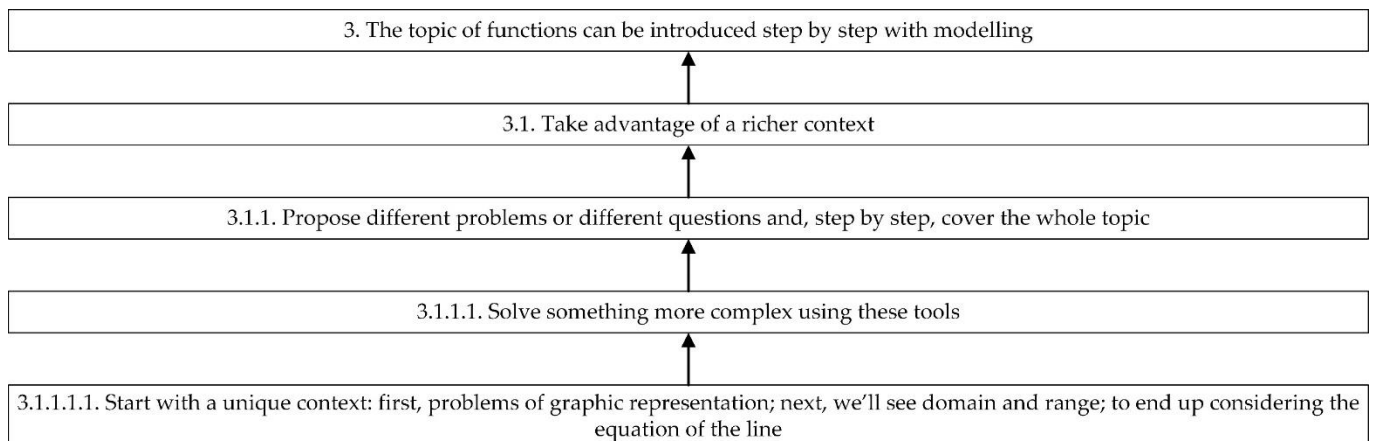 3. The topic of functions can be introduced step by step with modelling
3.1. Take advantage of a richer context
3.1.1. Propose different problems or different questions and, step by step, cover the whole topic
3.1.1.1. Solve something more complex using these tools
3.1.1.1.1. Start with a unique context: first, problems of graphic representation; next, we'll see domain and range; to end up considering the
equation of the line